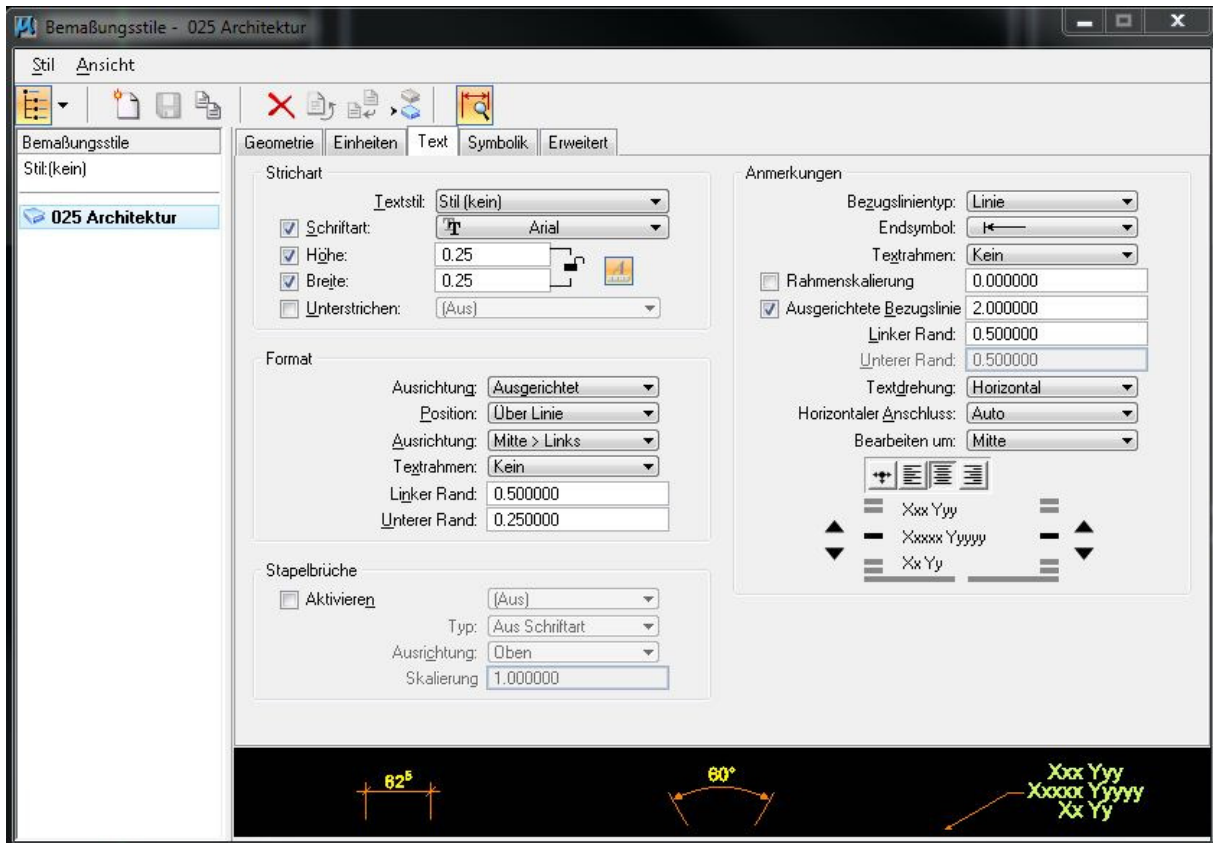 Bemaßungsstile - 025 Architektur
Stil Ansicht
Bemaßungsstile
Stil:(kein)
025 Architektur
Geometrie Einheiten Text Symbolik Erweitert
Strichart
Textstil: Stil (kein)
Schriftart: Arial
Höhe: 0.25
Breite: 0.25
Unterstrichen: (Aus)
Format
Ausrichtung: Ausgerichtet
Position: Über Linie
Ausrichtung: Mitte > Links
Textrahmen: Kein
Linker Rand: 0.500000
Unterer Rand: 0.250000
Stapelbrüche
Aktivieren (Aus)
Typ: Aus Schriftart
Ausrichtung: Oben
Skalierung 1.000000
Anmerkungen
Bezugslinientyp: Linie
Endsymbol:
Textrahmen: Kein
Rahmenskalierung 0.000000
Ausgerichtete Bezugslinie 2.000000
Linker Rand: 0.500000
Unterer Rand: 0.500000
Textdrehung: Horizontal
Horizontaler Anschluss: Auto
Bearbeiten um: Mitte
Xxx Yyy
Xxxxx Yyyyy
Xx Yy
62⁵
60°
Xxx Yyy
Xxxxx Yyyyy
Xx Yy